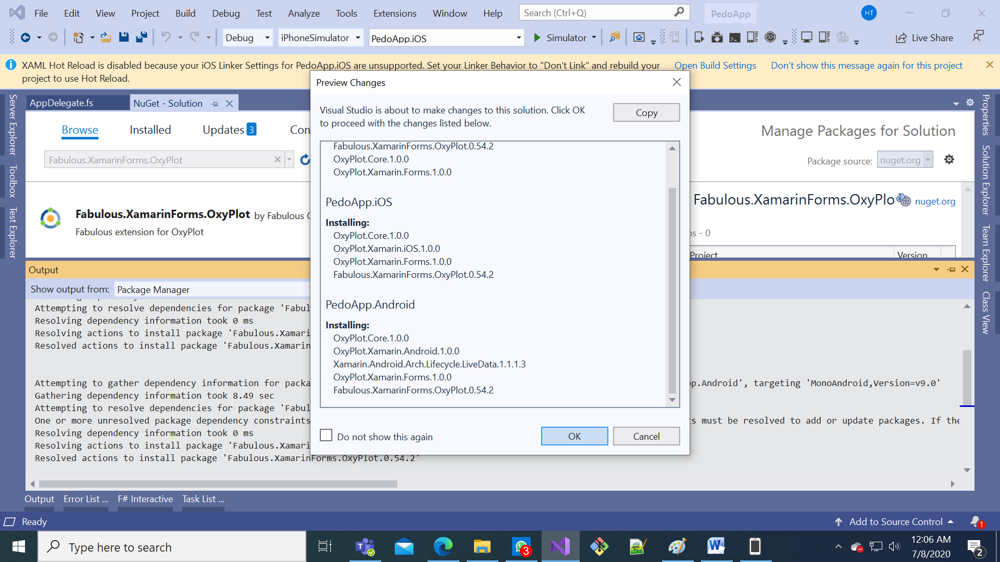 File Edit View Project Build Debug Test Analyze Tools Extensions Window Help Search (Ctrl+Q) PedoApp HT
Debug iPhoneSimulator PedoApp.iOS Simulator Live Share
XAML Hot Reload is disabled because your iOS Linker Settings for PedoApp.iOS are unsupported. Set your Linker Behavior to "Don't Link" and rebuild your Open Build Settings Don't show this message again for this project
project to use Hot Reload.
Server Explorer
Toolbox
Test Explorer
AppDelegate.fs NuGet - Solution
Browse Installed Updates 3 Con
Manage Packages for Solution
Fabulous.XamarinForms.OxyPlot
Package source: nuget.org
Fabulous.XamarinForms.OxyPlot by Fabulous
Fabulous extension for OxyPlot
Fabulous.XamarinForms.OxyPlo nuget.org
ns - 0
Project Version
Preview Changes
Visual Studio is about to make changes to this solution. Click OK
to proceed with the changes listed below.
Copy
Fabulous.XamarinForms.OxyPlot.0.54.2
OxyPlot.Core.1.0.0
OxyPlot.Xamarin.Forms.1.0.0
PedoApp.iOS
Installing:
OxyPlot.Core.1.0.0
OxyPlot.Xamarin.iOS.1.0.0
OxyPlot.Xamarin.Forms.1.0.0
Fabulous.XamarinForms.OxyPlot.0.54.2
PedoApp.Android
Installing:
OxyPlot.Core.1.0.0
OxyPlot.Xamarin.Android.1.0.0
Xamarin.Android.Arch.Lifecycle.LiveData.1.1.1.3
OxyPlot.Xamarin.Forms.1.0.0
Fabulous.XamarinForms.OxyPlot.0.54.2
Do not show this again OK Cancel
Output
Show output from: Package Manager
Attempting to resolve dependencies for package 'Fabul
Resolving dependency information took 0 ms
Resolving actions to install package 'Fabulous.Xamari
Resolved actions to install package 'Fabulous.Xamarin
Attempting to gather dependency information for packa p.Android', targeting 'MonoAndroid,Version=v9.0'
Gathering dependency information took 8.49 sec
Attempting to resolve dependencies for package 'Fabul
One or more unresolved package dependency constraints ts must be resolved to add or update packages. If the
Resolving dependency information took 0 ms
Resolving actions to install package 'Fabulous.Xamari
Resolved actions to install package 'Fabulous.XamarinForms.OxyPlot.0.54.2'
Properties
Solution Explorer
Team Explorer
Class View
Output Error List ... F# Interactive Task List ...
Ready Add to Source Control 1
Type here to search 3 12:06 AM
7/8/2020 2